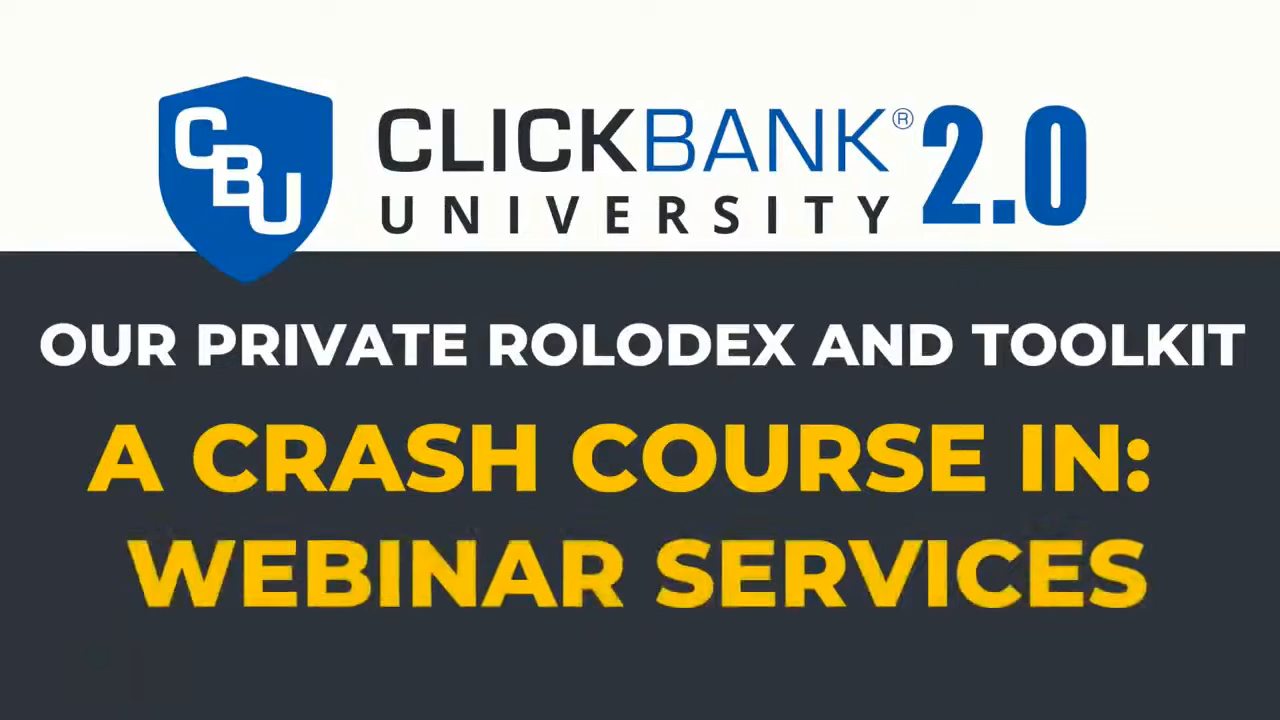 CBU
CLICKBANK® 2.0
UNIVERSITY
OUR PRIVATE ROLODEX AND TOOLKIT
A CRASH COURSE IN:
WEBINAR SERVICES